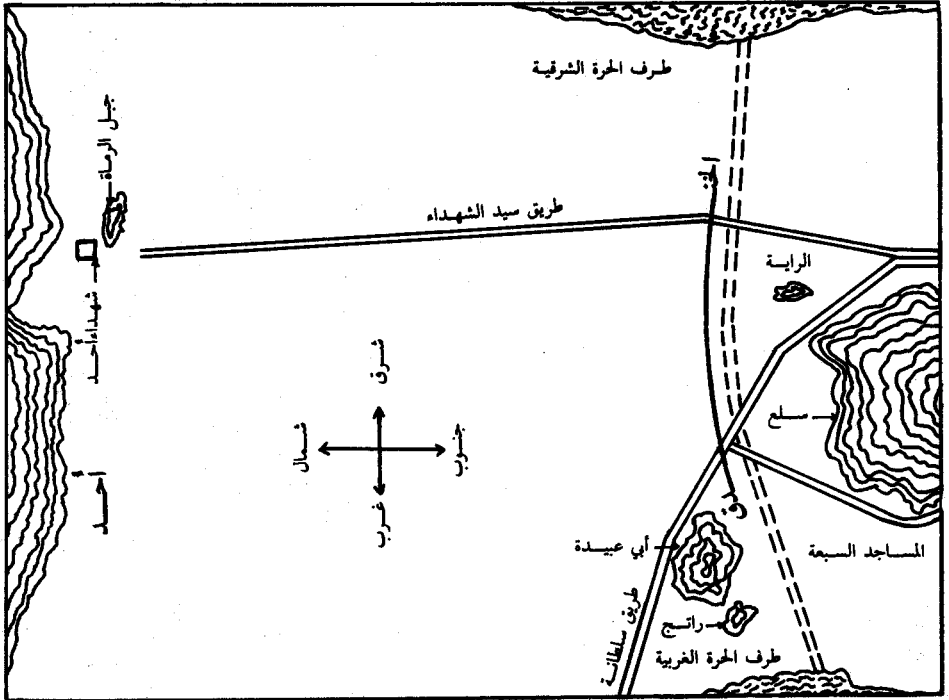 طرف الحرة الشرقية
جبل الرماة
الخندق
طريق سيد الشهداء
الراية
شهداء أحد
شرق
سلع
شمال
جنوب
أحد
غرب
أبي عبيدة
المساجد السبعة
راتج
طريق سلطانة
طرف الحرة الغربية